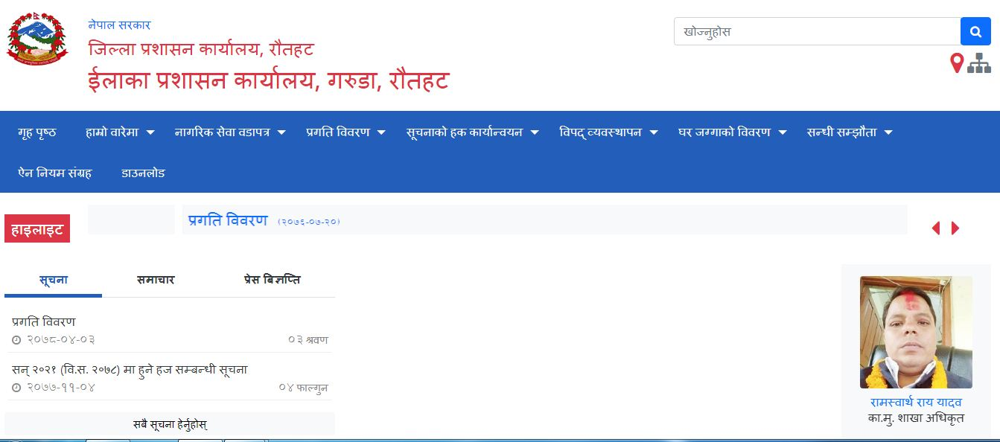 नेपाल सरकार
जिल्ला प्रशासन कार्यालय, रौतहट
ईलाका प्रशासन कार्यालय, गरुडा, रौतहट
खोज्नुहोस
गृह पृष्ठ हाम्रो वारेमा नागरिक सेवा वडापत्र प्रगति विवरण सूचनाको हक कार्यान्वयन विपद् व्यवस्थापन घर जग्गाको विवरण सन्धी सम्झौता
ऐन नियम संग्रह डाउनलोड
हाइलाइट प्रगति विवरण (२०७६-०७-२०)
सूचना समाचार प्रेस बिज्ञप्ति
प्रगति विवरण
२०७८-०४-०३ ०३ श्रवण
सन् २०२१ (वि.स. २०७८) मा हुने हज सम्बन्धी सूचना
२०७७-११-०४ ०४ फाल्गुन
सबै सूचना हेर्नुहोस्
रामस्वार्थ राय यादव
का.मु. शाखा अधिकृत